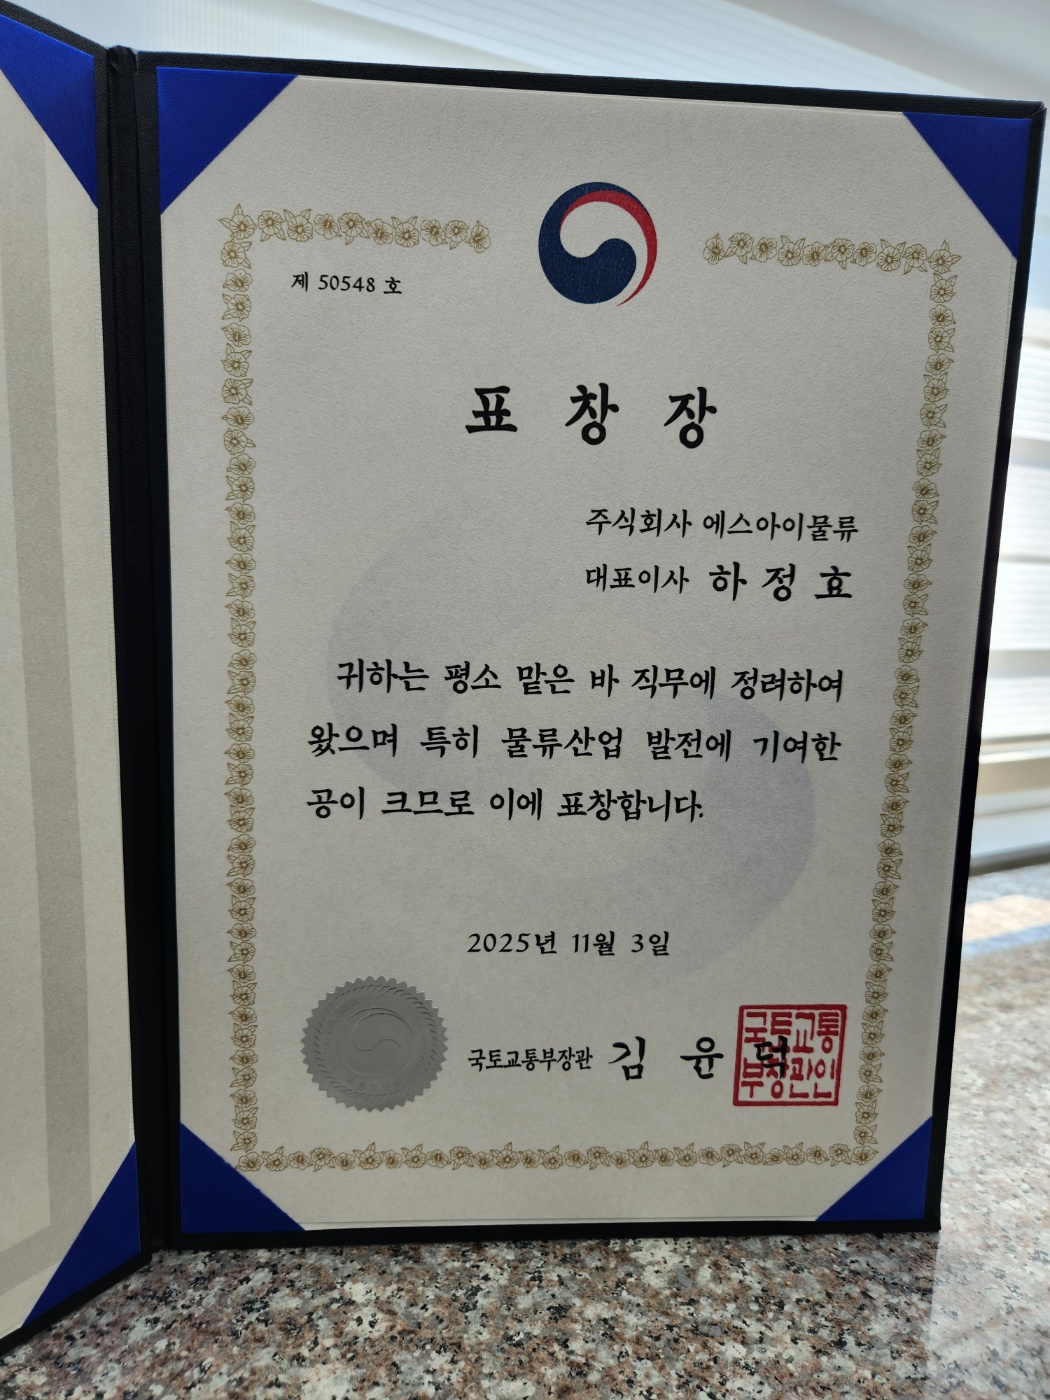 제 50548 호
표 창 장
주식회사 에스아이물류
대표이사 하 정 효
귀하는 평소 맡은 바 직무에 정려하여
왔으며 특히 물류산업 발전에 기여한
공이 크므로 이에 표창합니다.
2025년 11월 3일
국토교통부장관 김 윤 덕
국토교통
부장관인